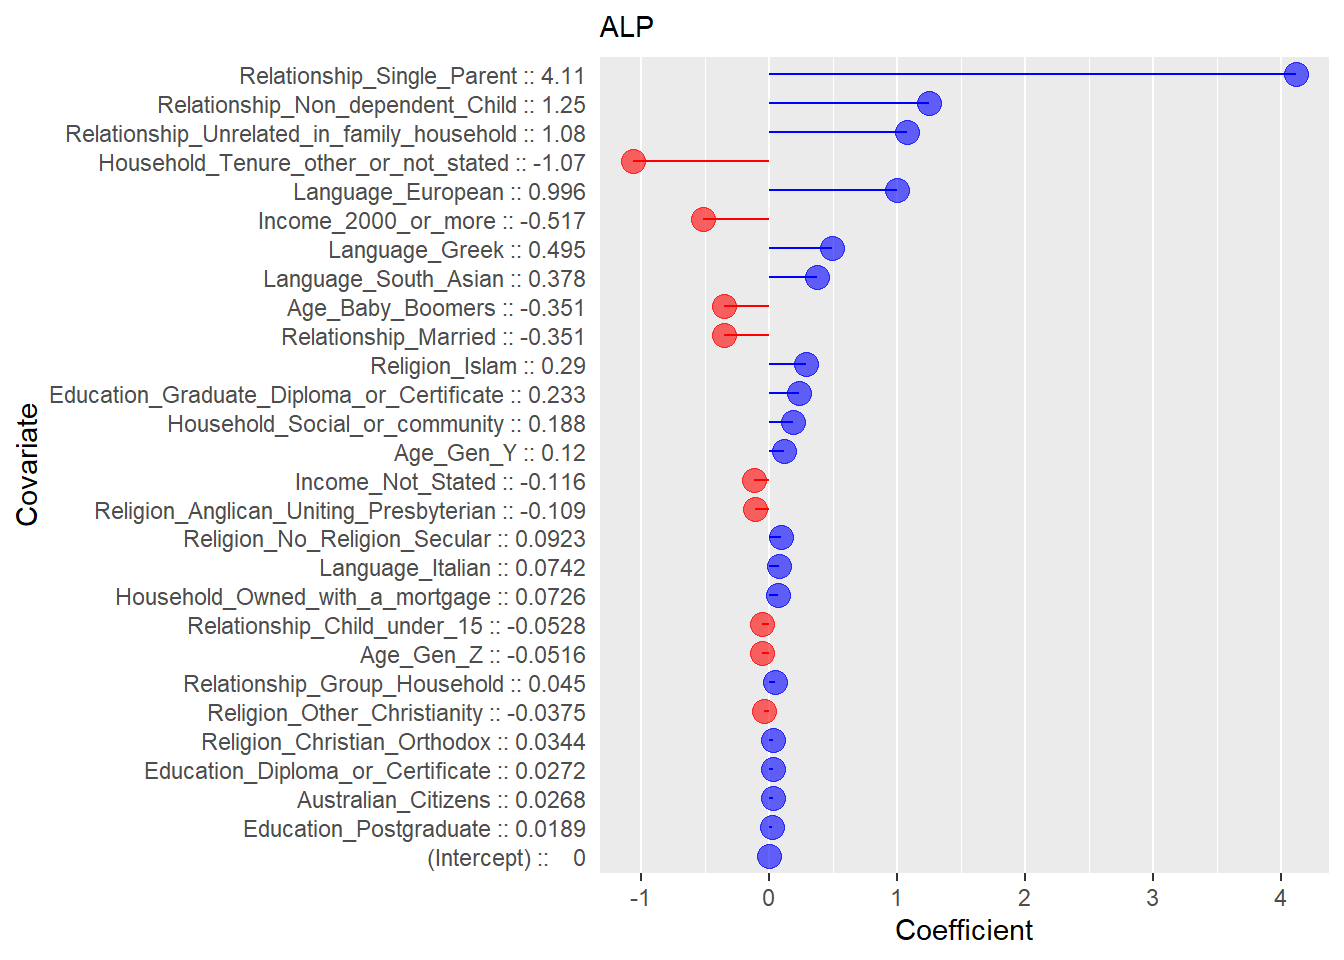 ALP
Relationship_Single_Parent :: 4.11
Relationship_Non_dependent_Child :: 1.25
Relationship_Unrelated_in_family_household :: 1.08
Household_Tenure_other_or_not_stated :: -1.07
Language_European :: 0.996
Income_2000_or_more :: -0.517
Language_Greek :: 0.495
Language_South_Asian :: 0.378
Age_Baby_Boomers :: -0.351
Relationship_Married :: -0.351
Religion_Islam :: 0.29
Education_Graduate_Diploma_or_Certificate :: 0.233
Household_Social_or_community :: 0.188
Age_Gen_Y :: 0.12
Income_Not_Stated :: -0.116
Religion_Anglican_Uniting_Presbyterian :: -0.109
Religion_No_Religion_Secular :: 0.0923
Language_Italian :: 0.0742
Household_Owned_with_a_mortgage :: 0.0726
Relationship_Child_under_15 :: -0.0528
Age_Gen_Z :: -0.0516
Relationship_Group_Household :: 0.045
Religion_Other_Christianity :: -0.0375
Religion_Christian_Orthodox :: 0.0344
Education_Diploma_or_Certificate :: 0.0272
Australian_Citizens :: 0.0268
Education_Postgraduate :: 0.0189
(Intercept) :: 0
Covariate
-1 0 1 2 3 4
Coefficient